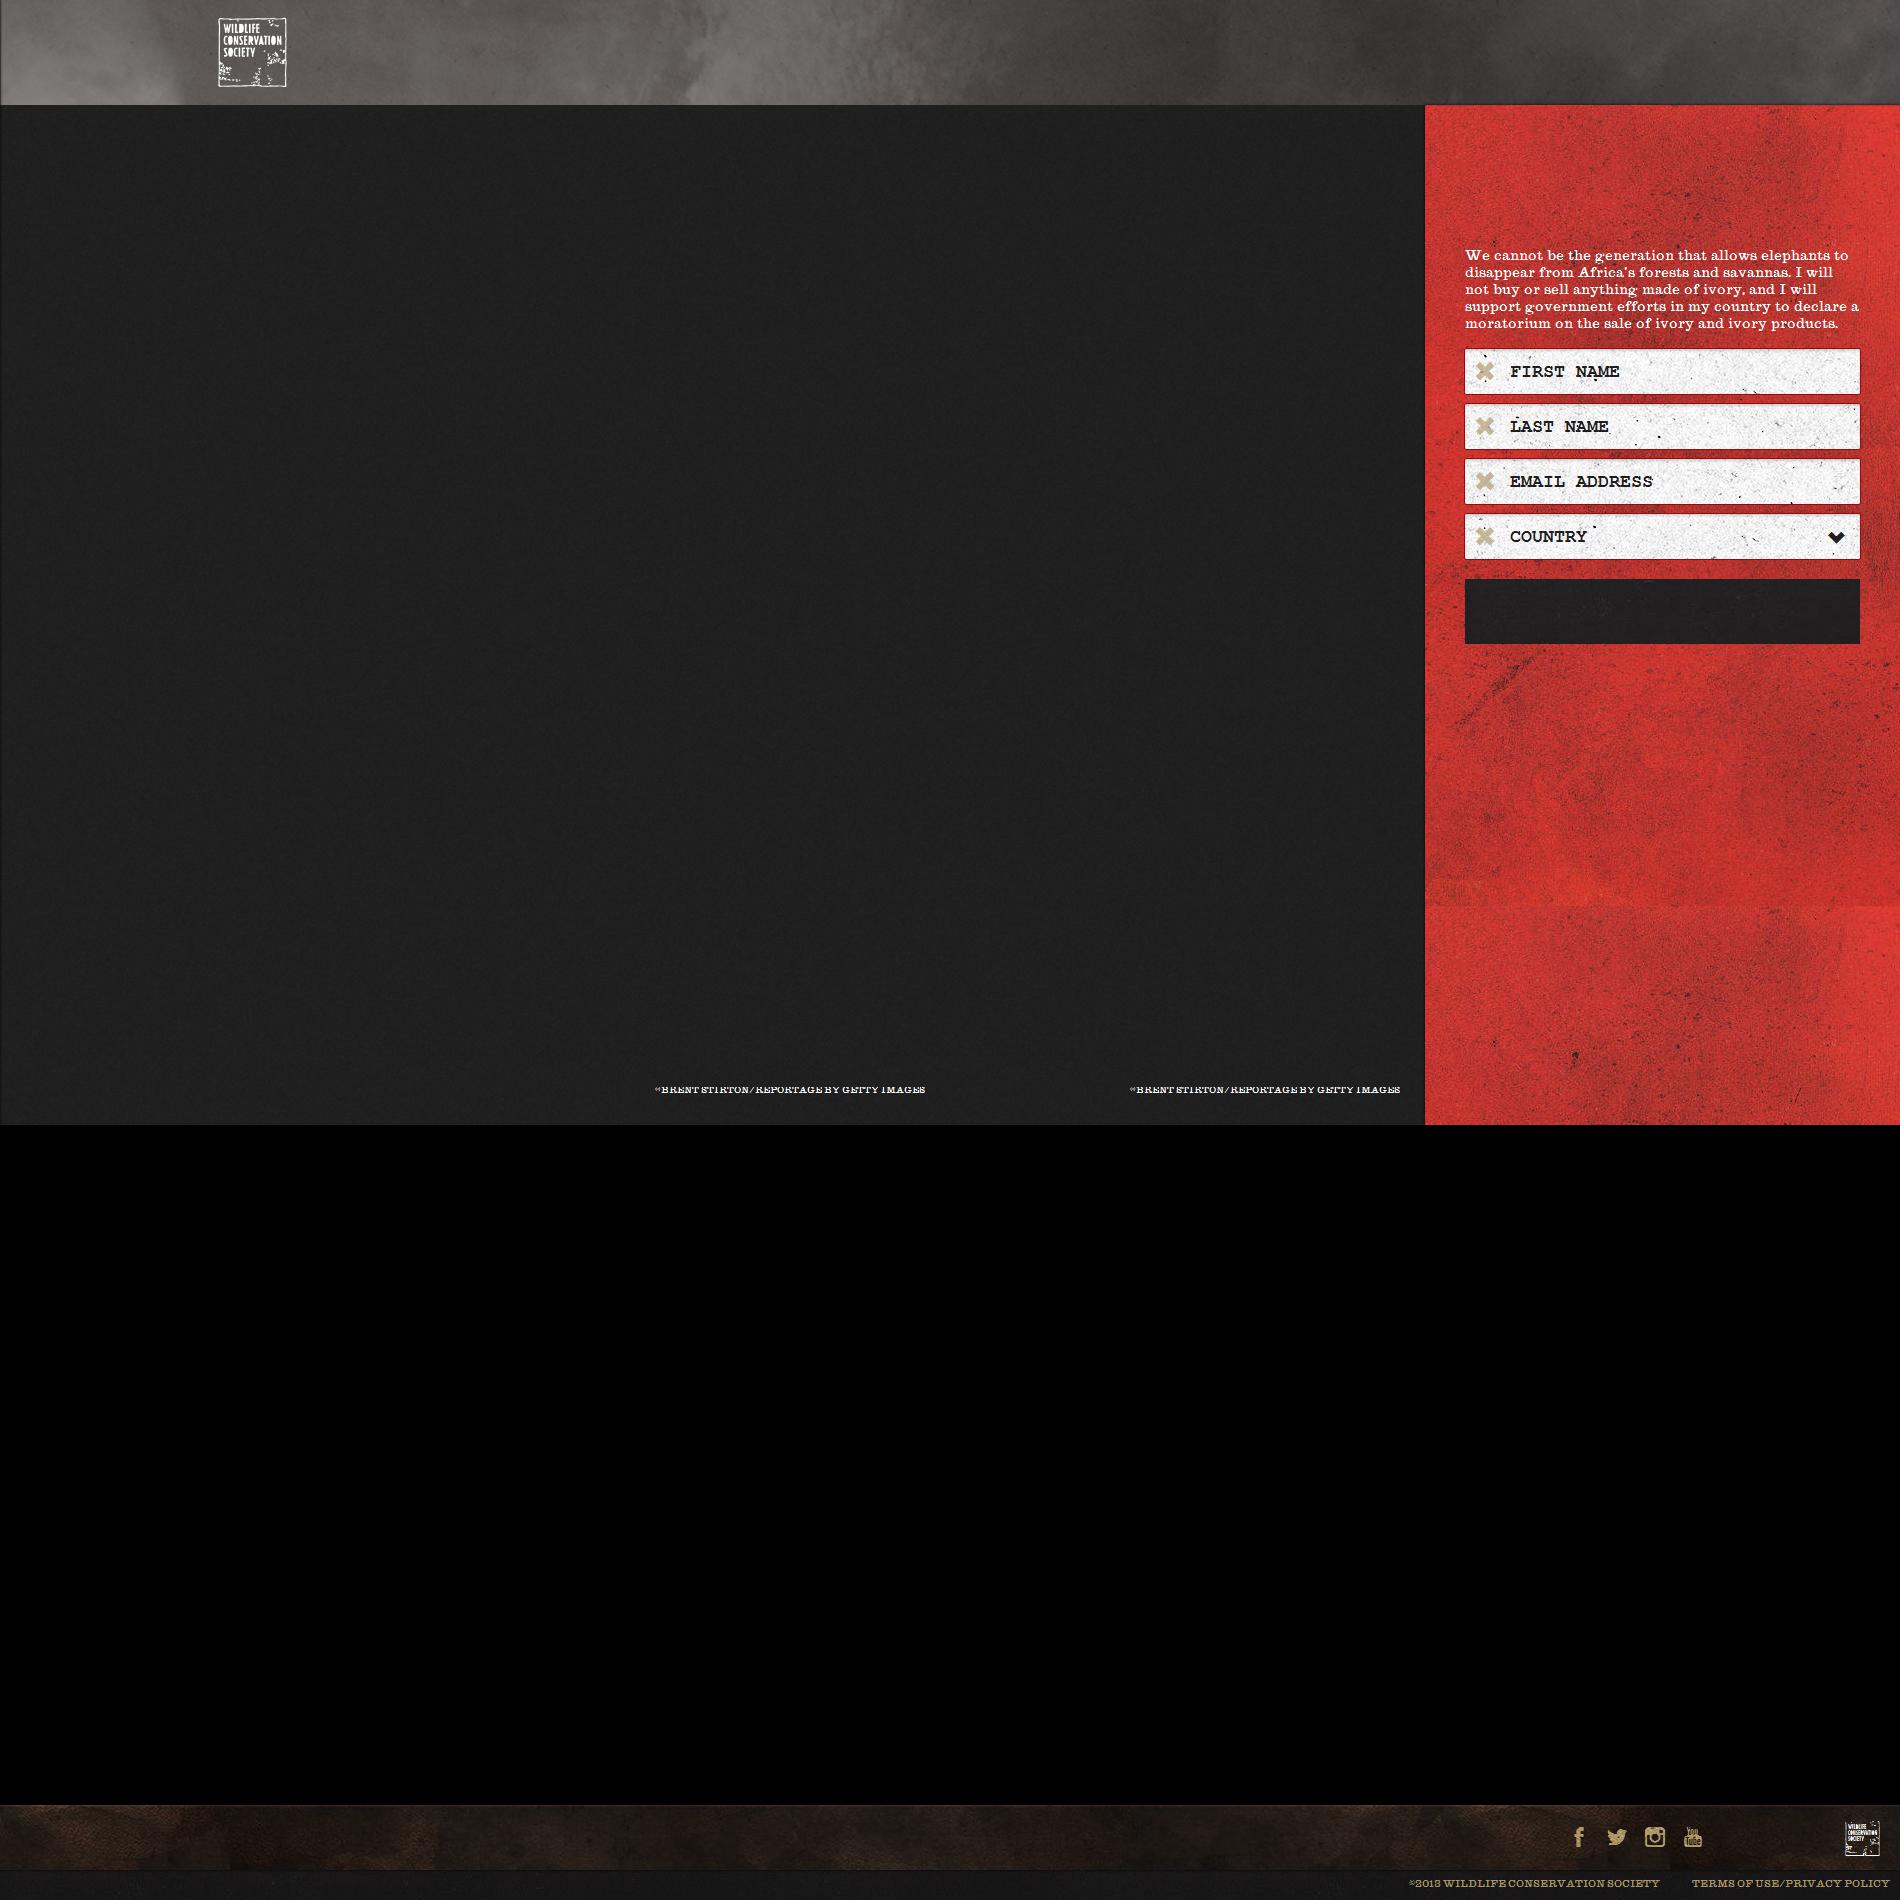 WILDLIFE
CONSERVATION
SOCIETY
We cannot be the generation that allows elephants to
disappear from Africa's forests and savannas. I will
not buy or sell anything made of ivory, and I will
support government efforts in my country to declare a
moratorium on the sale of ivory and ivory products.
FIRST NAME
LAST NAME
EMAIL ADDRESS
COUNTRY
©BRENT STIRTON/REPORTAGE BY GETTY IMAGES
©BRENT STIRTON/REPORTAGE BY GETTY IMAGES
You
Tube
WILDLIFE
CONSERVATION
SOCIETY
©2013 WILDLIFE CONSERVATION SOCIETY
TERMS OF USE/PRIVACY POLICY